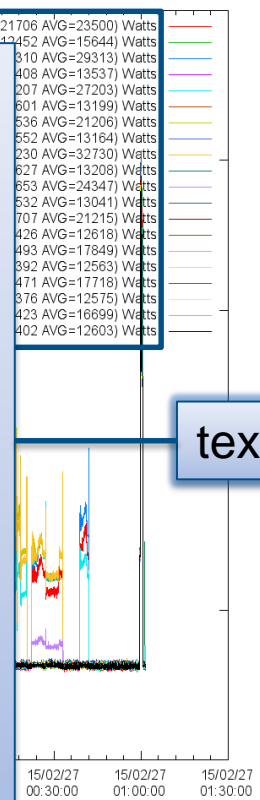 21706 AVG=23500) Watts
12452 AVG=15644) Watts
310 AVG=29313) Watts
408 AVG=13537) Watts
207 AVG=27203) Watts
601 AVG=13199) Watts
536 AVG=21206) Watts
552 AVG=13164) Watts
230 AVG=32730) Watts
627 AVG=13208) Watts
653 AVG=24347) Watts
532 AVG=13041) Watts
707 AVG=21215) Watts
426 AVG=12618) Watts
493 AVG=17849) Watts
392 AVG=12563) Watts
471 AVG=17718) Watts
376 AVG=12575) Watts
423 AVG=16699) Watts
402 AVG=12603) Watts
tex
15/02/27 15/02/27 15/02/27
00:30:00 01:00:00 01:30:00